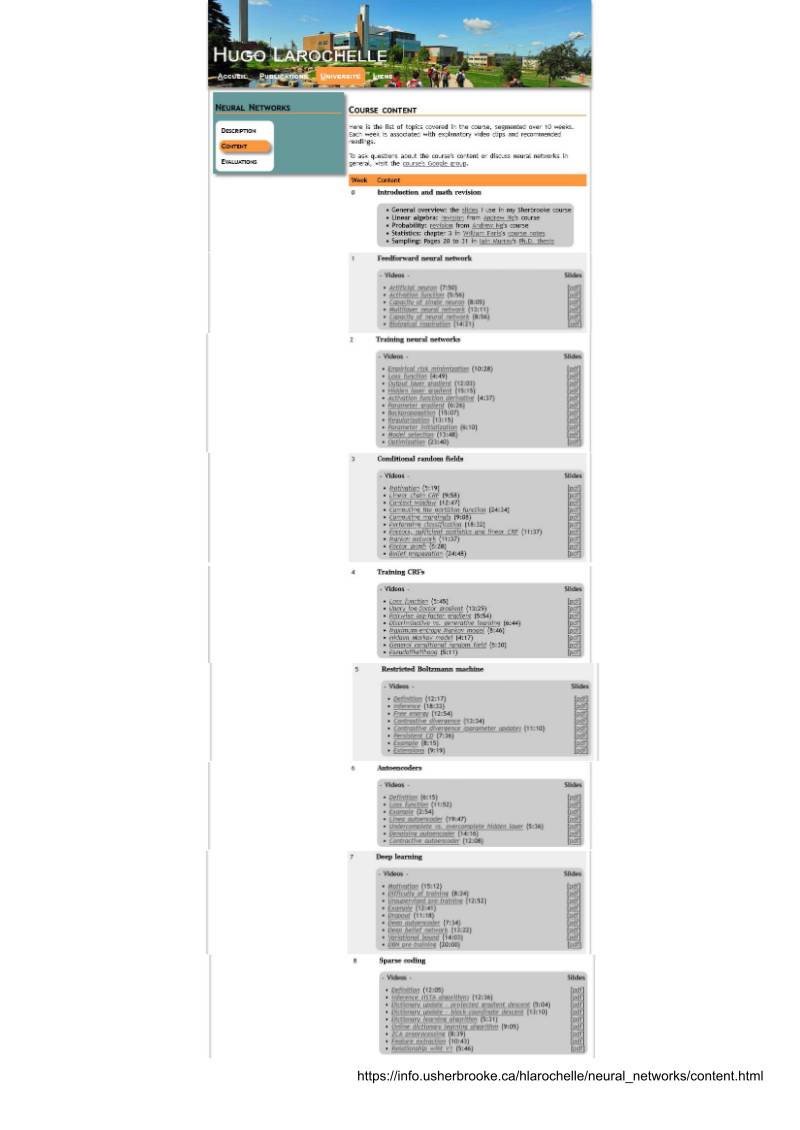 HUGO LAROCHELLE
ACCUEIL PUBLICATIONS UNIVERSITÉ LIENS
NEURAL NETWORKS
DESCRIPTION
CONTENT
EVALUATIONS
COURSE CONTENT
Here is the list of topics covered in the course, segmented over 10 weeks.
Each week is associated with explanatory video clips and recommended
readings.
To ask questions about the course's content or discuss neural networks in
general, visit the course's Google group.
Week Content
0 Introduction and math revision
• General overview: the slides I use in my Sherbrooke course
• Linear algebra: revision from Andrew Ng's course
• Probability: revision from Andrew Ng's course
• Statistics: chapter 3 in William Faris's course notes
• Sampling: Pages 20 to 31 in Iain Murray's Ph.D. thesis
1 Feedforward neural network
- Videos - Slides
• Artificial neuron (7:50) [pdf]
• Activation function (5:56) [pdf]
• Capacity of single neuron (8:05) [pdf]
• Multilayer neural network (13:11) [pdf]
• Capacity of neural network (8:56) [pdf]
• Biological inspiration (14:21) [pdf]
2 Training neural networks
- Videos - Slides
• Empirical risk minimization (10:28) [pdf]
• Loss function (4:49) [pdf]
• Output layer gradient (12:03) [pdf]
• Hidden layer gradient (15:15) [pdf]
• Activation function derivative (4:37) [pdf]
• Parameter gradient (6:26) [pdf]
• Backpropagation (15:07) [pdf]
• Regularization (13:15) [pdf]
• Parameter initialization (6:10) [pdf]
• Model selection (13:48) [pdf]
• Optimization (23:40) [pdf]
3 Conditional random fields
- Videos - Slides
• Motivation (5:19) [pdf]
• Linear chain CRF (9:58) [pdf]
• Context window (12:47) [pdf]
• Computing the partition function (24:34) [pdf]
• Computing marginals (9:08) [pdf]
• Performing classification (18:32) [pdf]
• Factors, sufficient statistics and linear CRF (11:37) [pdf]
• Markov network (11:37) [pdf]
• Factor graph (5:28) [pdf]
• Belief propagation (24:48) [pdf]
4 Training CRFs
- Videos - Slides
• Loss function (5:45) [pdf]
• Unary log-factor gradient (13:29) [pdf]
• Pairwise log-factor gradient (5:54) [pdf]
• Discriminative vs. generative learning (6:44) [pdf]
• Maximum-entropy Markov model (8:46) [pdf]
• Hidden Markov model (4:17) [pdf]
• General conditional random field (5:30) [pdf]
• Pseudolikelihood (5:11) [pdf]
5 Restricted Boltzmann machine
- Videos - Slides
• Definition (12:17) [pdf]
• Inference (18:33) [pdf]
• Free energy (12:54) [pdf]
• Contrastive divergence (13:34) [pdf]
• Contrastive divergence (parameter update) (11:10) [pdf]
• Persistent CD (7:36) [pdf]
• Example (8:15) [pdf]
• Extensions (9:19) [pdf]
6 Autoencoders
- Videos - Slides
• Definition (6:15) [pdf]
• Loss function (11:52) [pdf]
• Example (2:54) [pdf]
• Linear autoencoder (19:47) [pdf]
• Undercomplete vs. overcomplete hidden layer (5:36) [pdf]
• Denoising autoencoder (14:16) [pdf]
• Contractive autoencoder (12:08) [pdf]
7 Deep learning
- Videos - Slides
• Motivation (15:12) [pdf]
• Difficulty of training (8:24) [pdf]
• Unsupervised pre-training (12:52) [pdf]
• Example (12:41) [pdf]
• Dropout (11:18) [pdf]
• Deep autoencoder (7:34) [pdf]
• Deep belief network (13:22) [pdf]
• Variational bound (14:03) [pdf]
• DBN pre-training (20:00) [pdf]
8 Sparse coding
- Videos - Slides
• Definition (12:05) [pdf]
• Inference (ISTA algorithm) (12:36) [pdf]
• Dictionary update - projected gradient descent (5:04) [pdf]
• Dictionary update - block-coordinate descent (13:10) [pdf]
• Dictionary learning algorithm (5:31) [pdf]
• Online dictionary learning algorithm (9:05) [pdf]
• ZCA preprocessing (8:39) [pdf]
• Feature extraction (10:43) [pdf]
• Relationship with V1 (5:46) [pdf]
https://info.usherbrooke.ca/hlarochelle/neural_networks/content.html